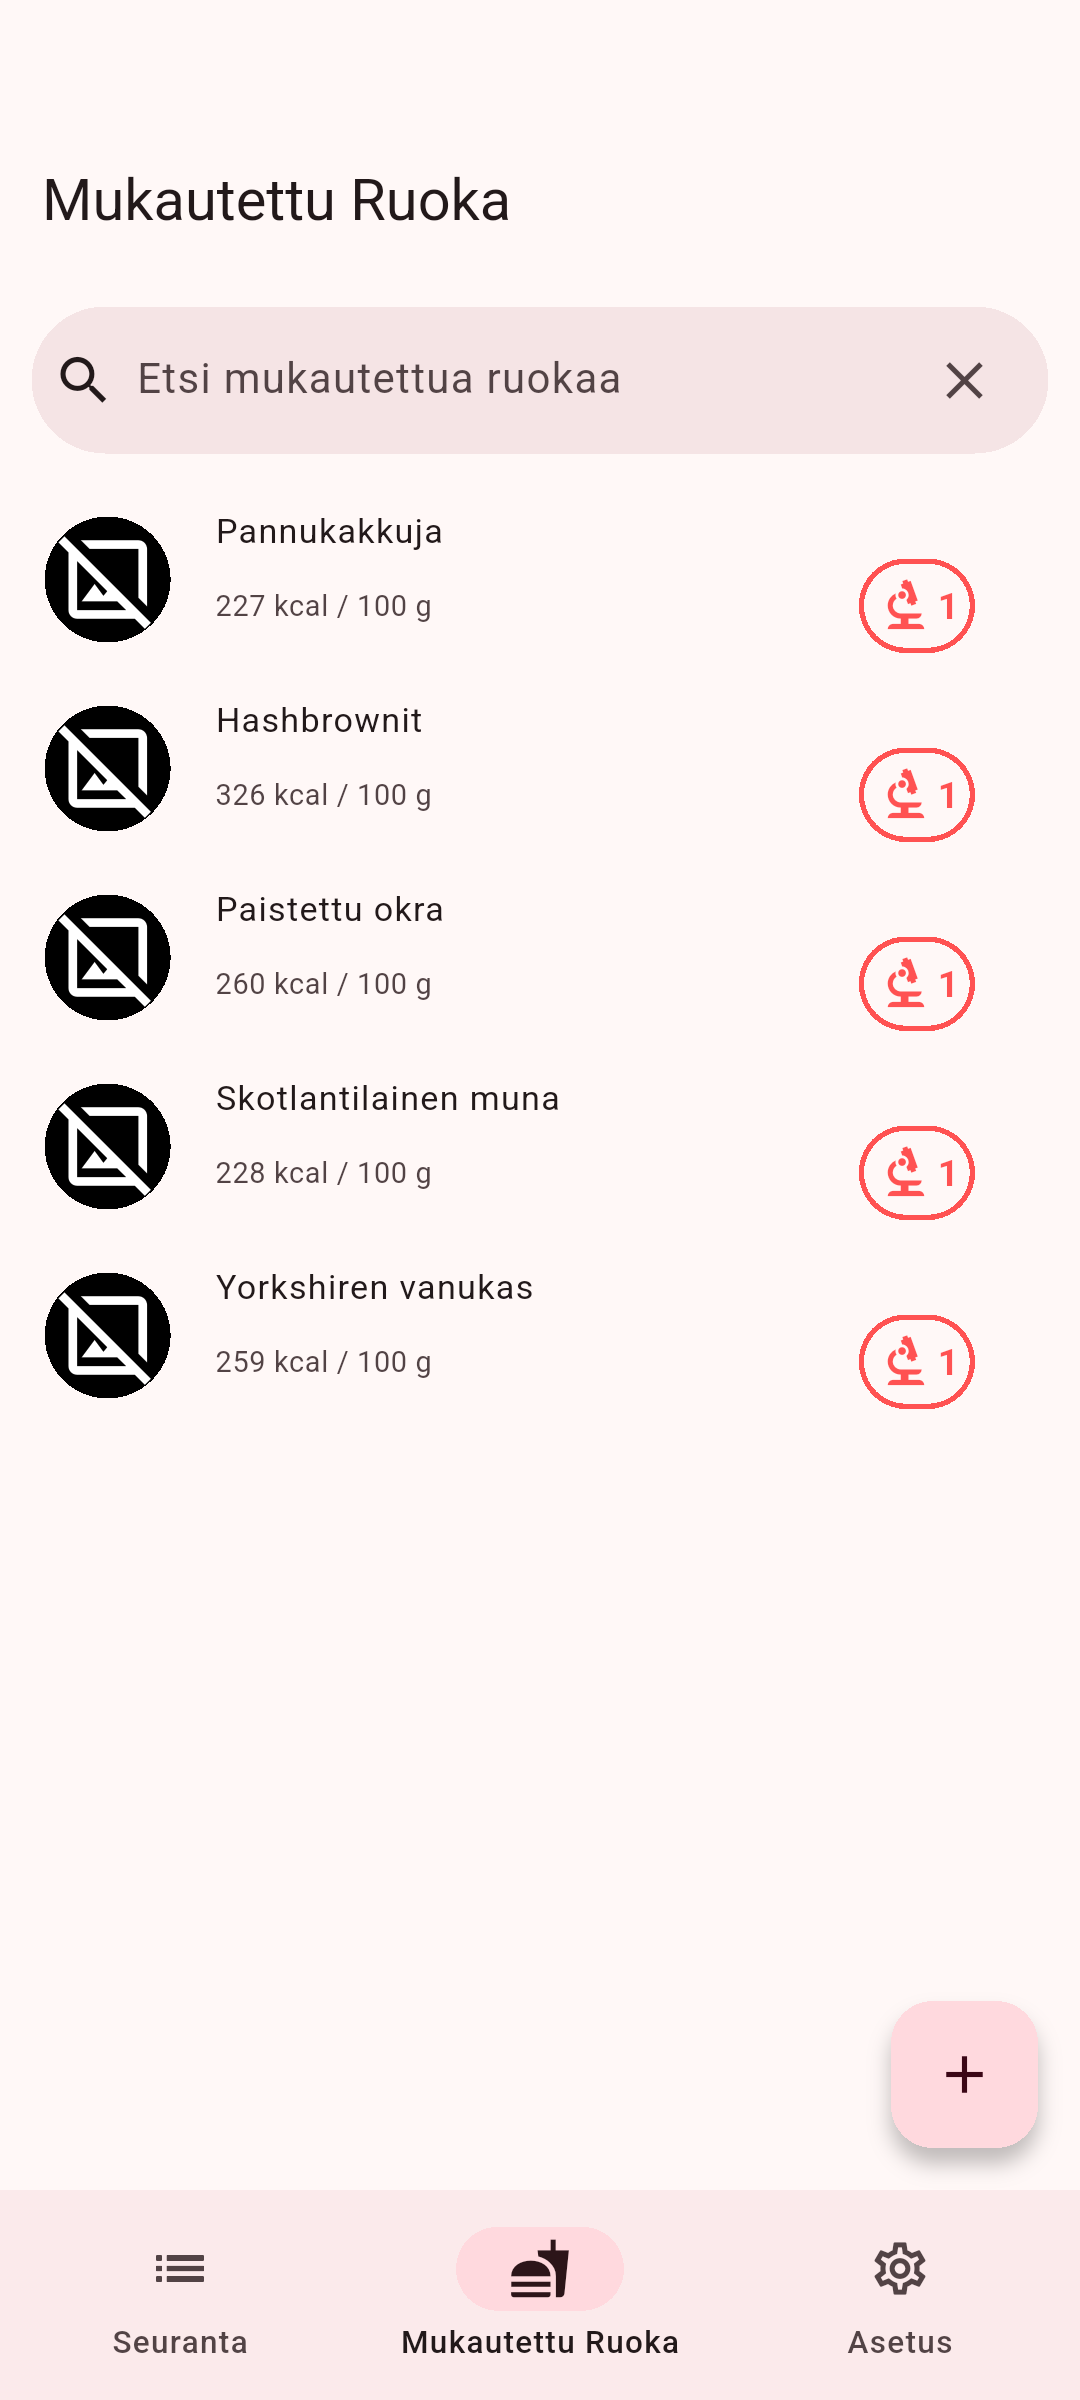 Mukautettu Ruoka
Etsi mukautettua ruokaa
Pannukakkuja
227 kcal / 100 g
1
Hashbrownit
326 kcal / 100 g
1
Paistettu okra
260 kcal / 100 g
1
Skotlantilainen muna
228 kcal / 100 g
1
Yorkshiren vanukas
259 kcal / 100 g
1
Seuranta
Mukautettu Ruoka
Asetus